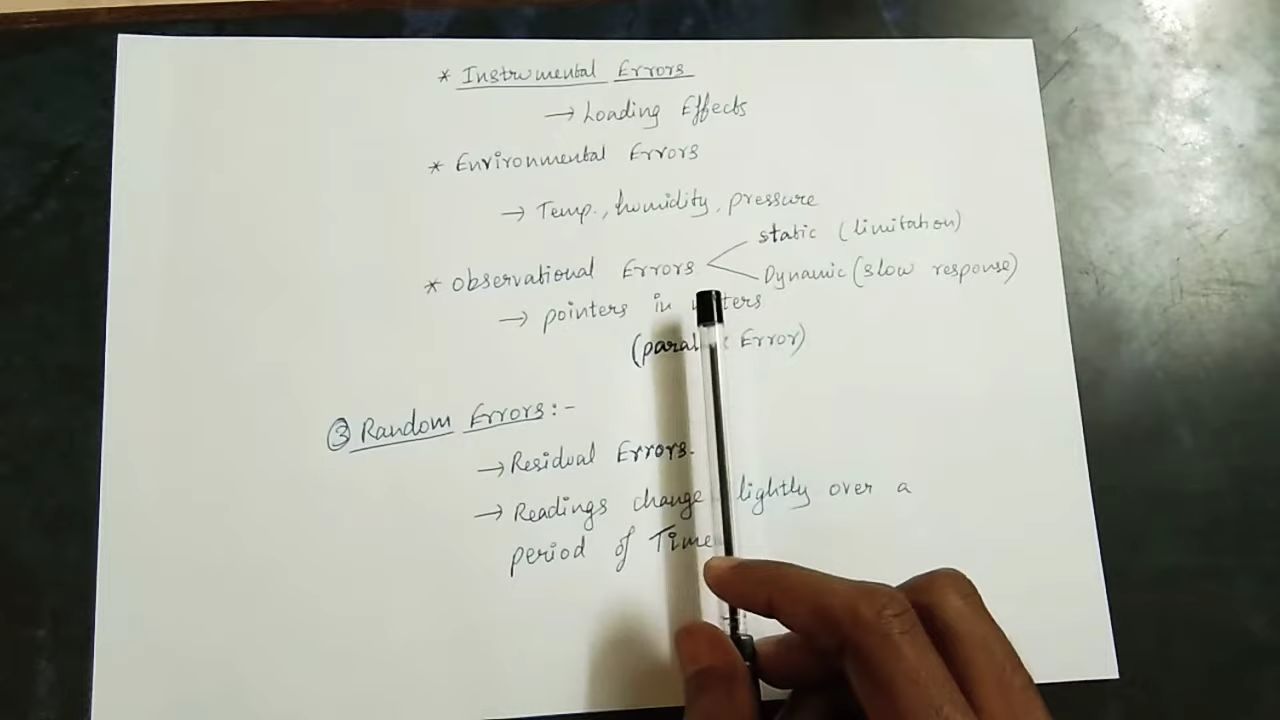 * Instrumental Errors
→ Loading Effects
* Environmental Errors
→ Temp., humidity, pressure
static (limitation)
* Observational Errors
Dynamic (slow response)
→ pointers in
Error)
③ Random Errors:-
→ Residual Errors.
→ Readings change lightly over a
period of Time